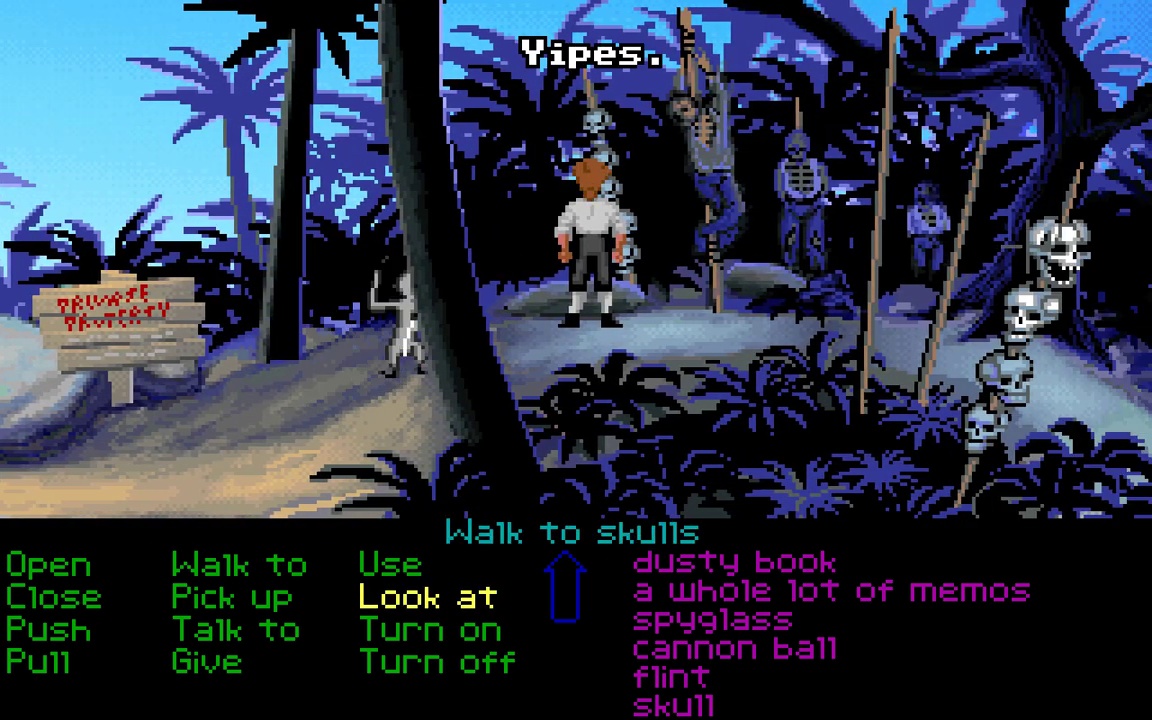 Yipes.
PRIVATE
PROPERTY
Walk to skulls
Open Walk to Use dusty book
Close Pick up Look at a whole lot of memos
Push Talk to Turn on spyglass
Pull Give Turn off cannon ball
flint
skull